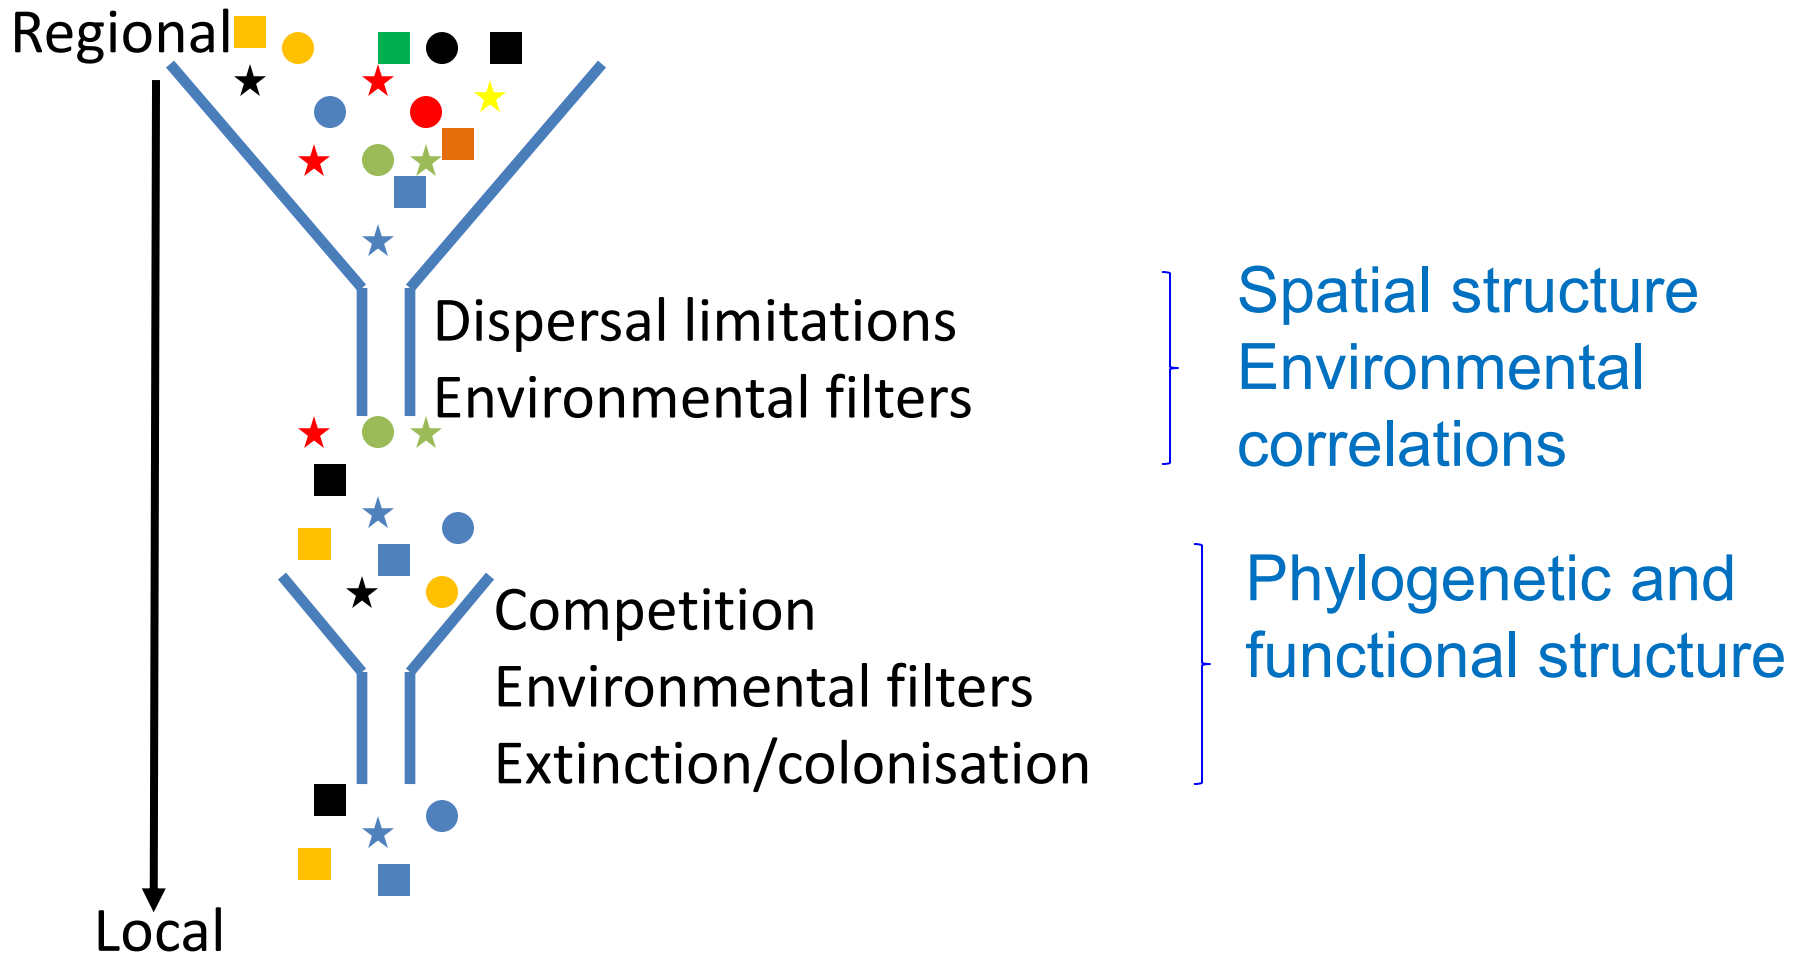 Regional
Dispersal limitations
Environmental filters
Spatial structure
Environmental
correlations
Competition
Environmental filters
Extinction/colonisation
Phylogenetic and
functional structure
Local